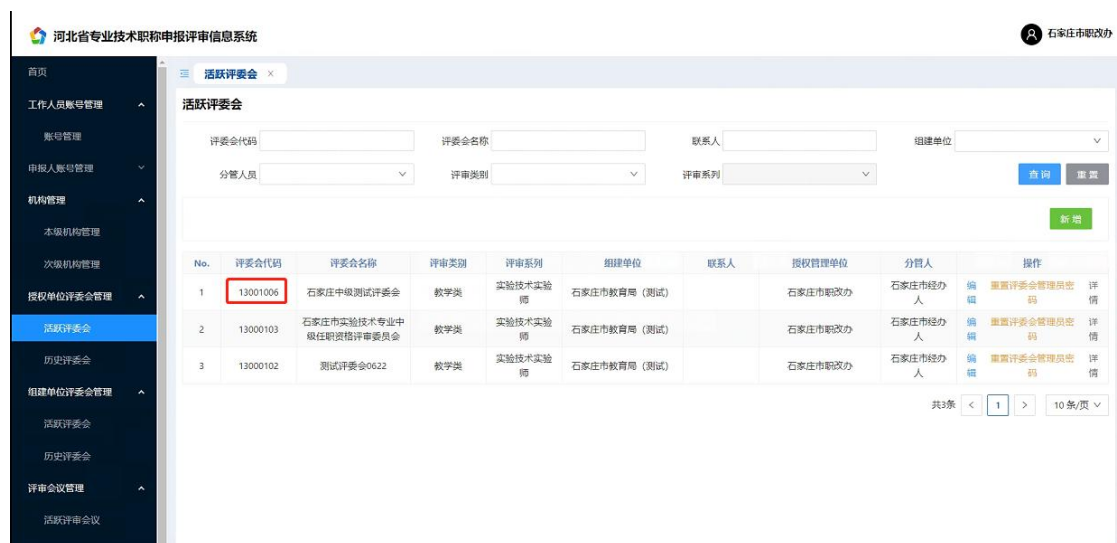 河北省专业技术职称申报评审信息系统
石家庄市职改办
首页
工作人员账号管理
账号管理
申报人账号管理
机构管理
本级机构管理
次级机构管理
授权单位评委会管理
活跃评委会
历史评委会
组建单位评委会管理
活跃评委会
历史评委会
评审会议管理
活跃评审会议
活跃评委会 ×
活跃评委会
评委会代码 评委会名称 联系人 组建单位
分管人员 评审类别 评审系列 查询 重置
新增
No. 评委会代码 评委会名称 评审类别 评审系列 组建单位 联系人 授权管理单位 分管人 操作
1 13001006 石家庄中级测试评委会 教学类 实验技术实验师 石家庄市教育局（测试） 石家庄市职改办 石家庄市经办人 编辑 重置评委会管理员密码 详情
2 13000103 石家庄市实验技术专业中级任职资格评审委员会 教学类 实验技术实验师 石家庄市教育局（测试） 石家庄市职改办 石家庄市经办人 编辑 重置评委会管理员密码 详情
3 13000102 测试评委会0622 教学类 实验技术实验师 石家庄市教育局（测试） 石家庄市职改办 石家庄市经办人 编辑 重置评委会管理员密码 详情
共3条 < 1 > 10条/页